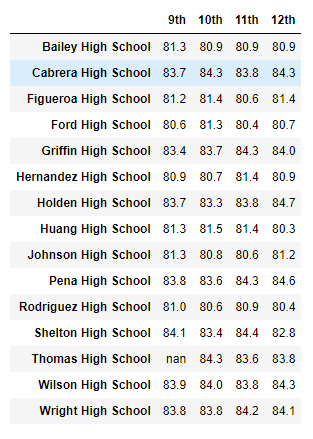 9th 10th 11th 12th
Bailey High School 81.3 80.9 80.9 80.9
Cabrera High School 83.7 84.3 83.8 84.3
Figueroa High School 81.2 81.4 80.6 81.4
Ford High School 80.6 81.3 80.4 80.7
Griffin High School 83.4 83.7 84.3 84.0
Hernandez High School 80.9 80.7 81.4 80.9
Holden High School 83.7 83.3 83.8 84.7
Huang High School 81.3 81.5 81.4 80.3
Johnson High School 81.3 80.8 80.6 81.2
Pena High School 83.8 83.6 84.3 84.6
Rodriguez High School 81.0 80.6 80.9 80.4
Shelton High School 84.1 83.4 84.4 82.8
Thomas High School nan 84.3 83.6 83.8
Wilson High School 83.9 84.0 83.8 84.3
Wright High School 83.8 83.8 84.2 84.1